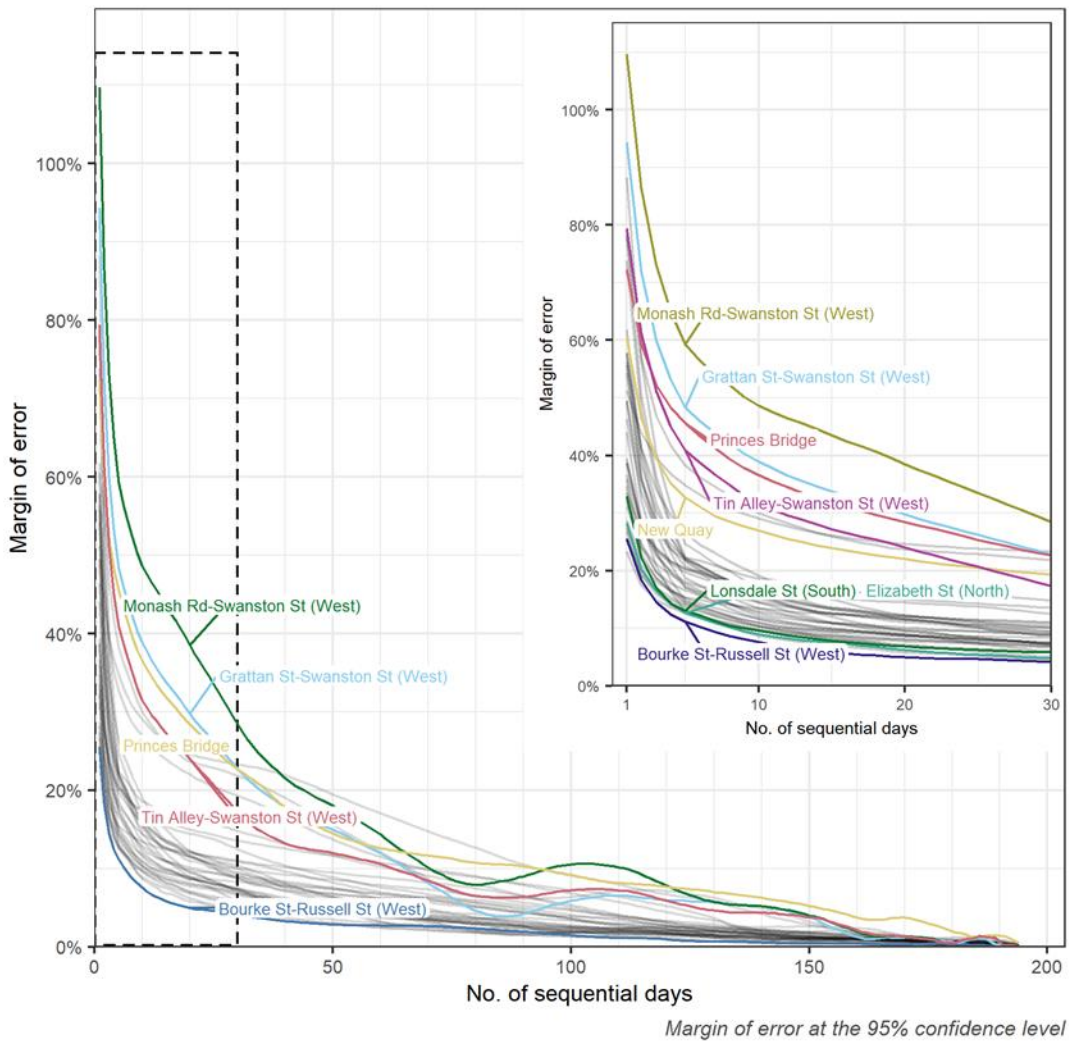 100%
80%
60%
40%
20%
0%
Margin of error
Monash Rd-Swanston St (West)
Grattan St-Swanston St (West)
Princes Bridge
Tin Alley-Swanston St (West)
Bourke St-Russell St (West)
0
50
100
150
200
No. of sequential days
100%
80%
60%
40%
20%
0%
Margin of error
Monash Rd-Swanston St (West)
Grattan St-Swanston St (West)
Princes Bridge
Tin Alley-Swanston St (West)
New Quay
Lonsdale St (South)
Elizabeth St (North)
Bourke St-Russell St (West)
1
10
20
30
No. of sequential days
Margin of error at the 95% confidence level